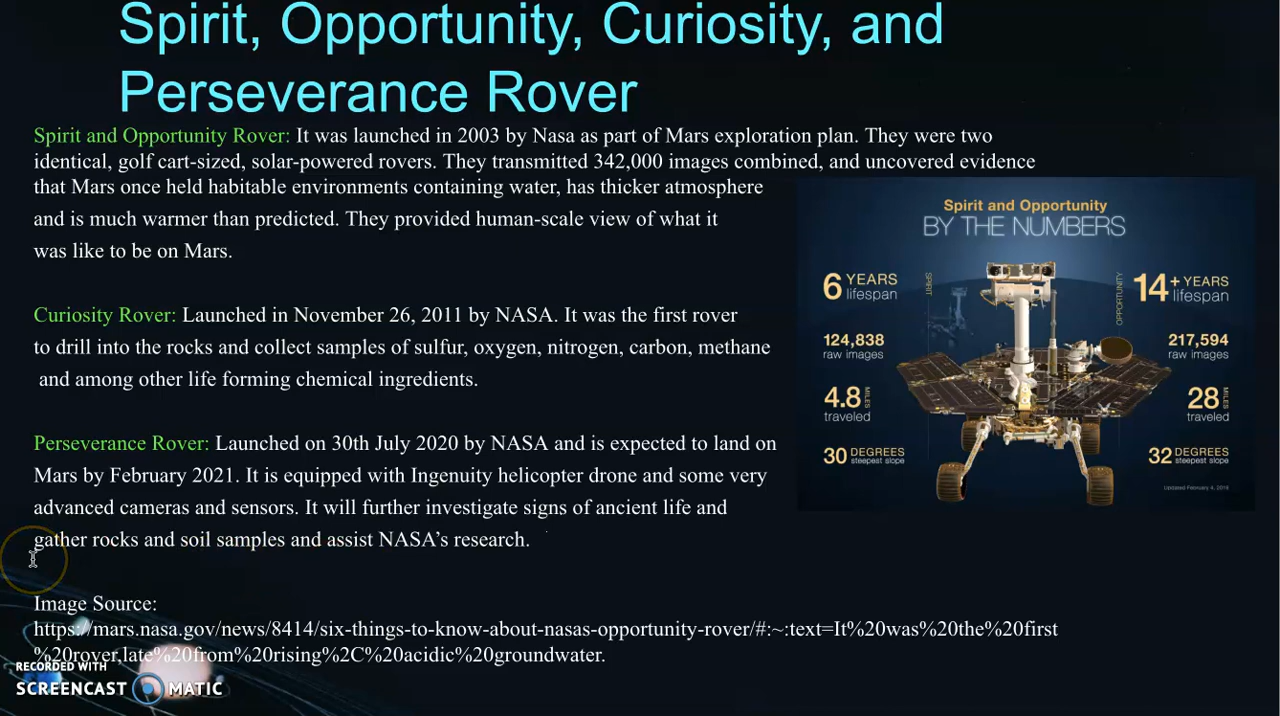 Spirit, Opportunity, Curiosity, and
Perseverance Rover
Spirit and Opportunity Rover: It was launched in 2003 by Nasa as part of Mars exploration plan. They were two
identical, golf cart-sized, solar-powered rovers. They transmitted 342,000 images combined, and uncovered evidence
that Mars once held habitable environments containing water, has thicker atmosphere
and is much warmer than predicted. They provided human-scale view of what it
was like to be on Mars.
Curiosity Rover: Launched in November 26, 2011 by NASA. It was the first rover
to drill into the rocks and collect samples of sulfur, oxygen, nitrogen, carbon, methane
and among other life forming chemical ingredients.
Perseverance Rover: Launched on 30th July 2020 by NASA and is expected to land on
Mars by February 2021. It is equipped with Ingenuity helicopter drone and some very
advanced cameras and sensors. It will further investigate signs of ancient life and
gather rocks and soil samples and assist NASA's research.
Image Source:
https://mars.nasa.gov/news/8414/six-things-to-know-about-nasas-opportunity-rover/#:~:text=It%20was%20the%20first
%20rover,late%20from%20rising%2C%20acidic%20groundwater.
Spirit and Opportunity
BY THE NUMBERS
6 YEARS
lifespan
SPIRIT
124,838
raw images
4.8 MILES
traveled
30 DEGREES
steepest slope
OPPORTUNITY
14+ YEARS
lifespan
217,594
raw images
28 MILES
traveled
32 DEGREES
steepest slope
Updated February 4, 2019
RECORDED WITH
SCREENCAST MATIC